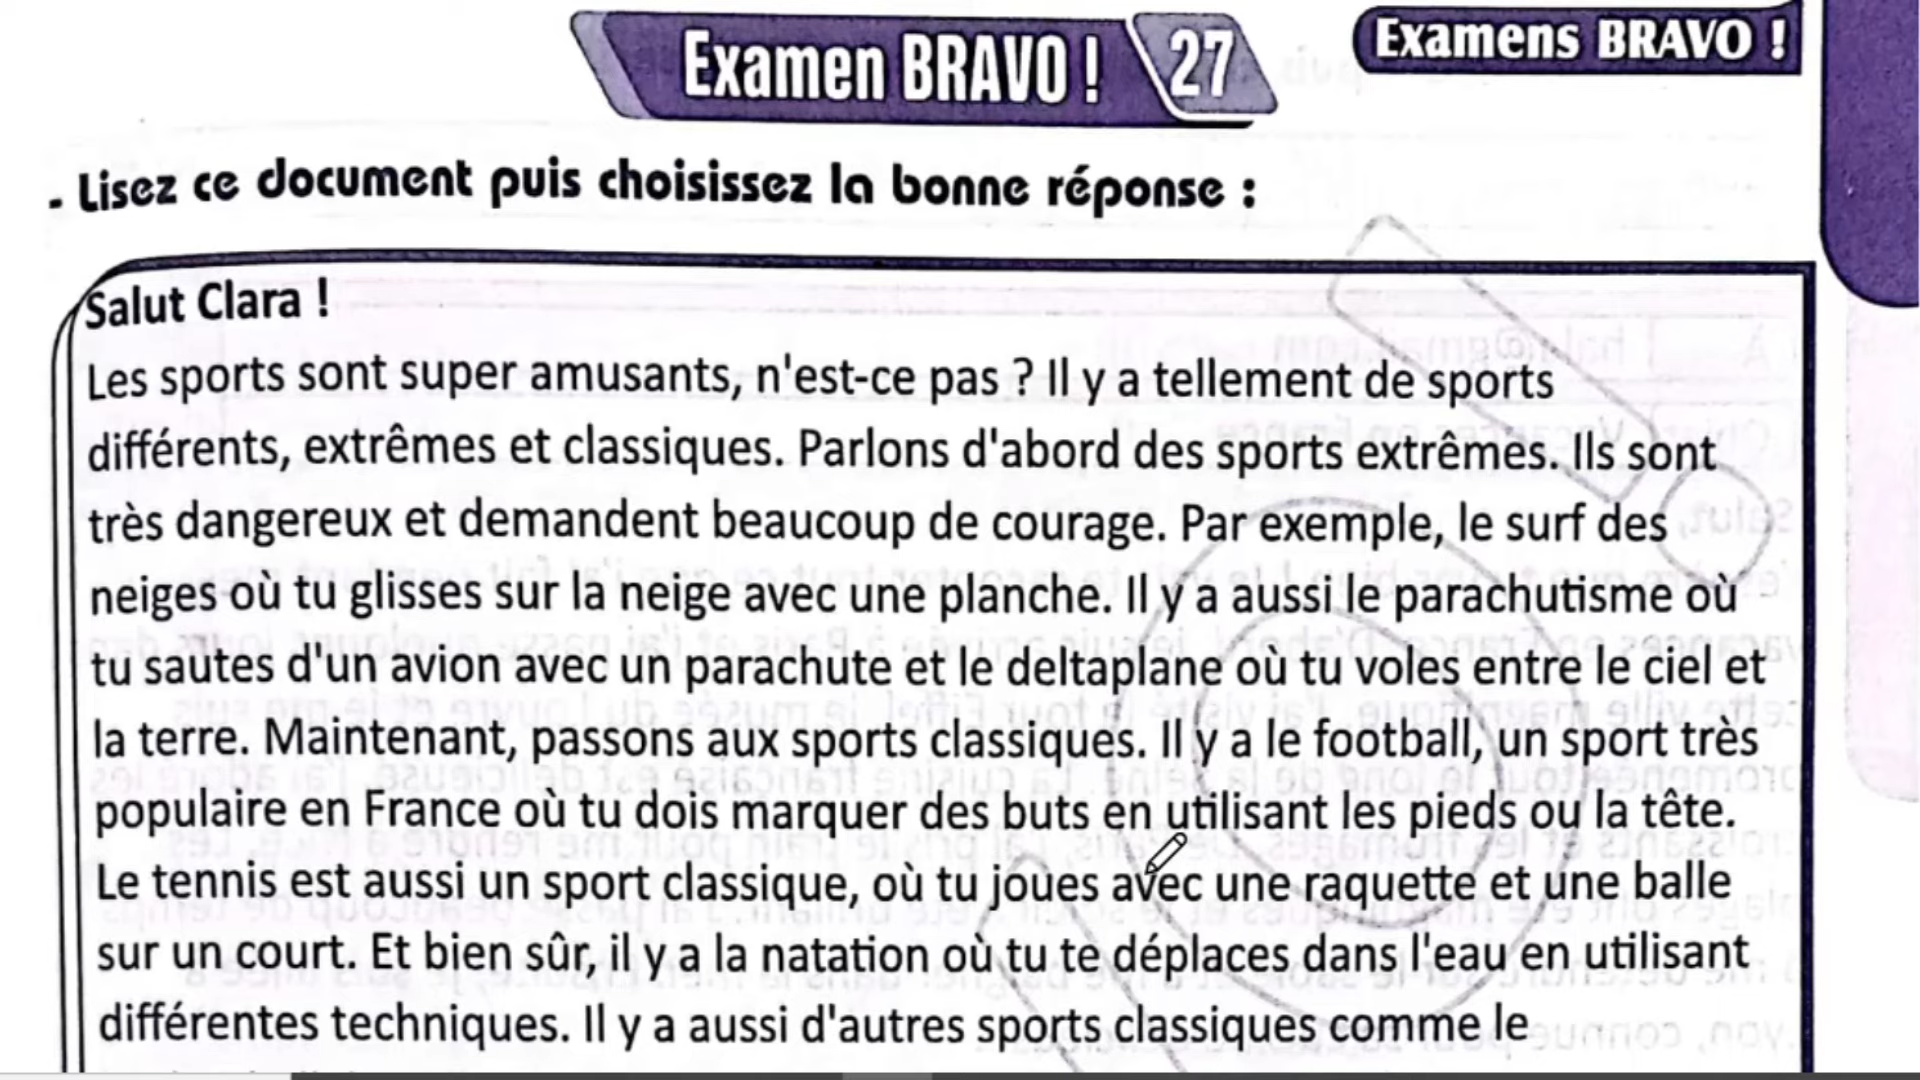 Examen BRAVO ! 27
Examens BRAVO !
- Lisez ce document puis choisissez la bonne réponse :
Salut Clara !
Les sports sont super amusants, n'est-ce pas ? Il y a tellement de sports
différents, extrêmes et classiques. Parlons d'abord des sports extrêmes. Ils sont
très dangereux et demandent beaucoup de courage. Par exemple, le surf des
neiges où tu glisses sur la neige avec une planche. Il y a aussi le parachutisme où
tu sautes d'un avion avec un parachute et le deltaplane où tu voles entre le ciel et
la terre. Maintenant, passons aux sports classiques. Il y a le football, un sport très
populaire en France où tu dois marquer des buts en utilisant les pieds ou la tête.
Le tennis est aussi un sport classique, où tu joues avec une raquette et une balle
sur un court. Et bien sûr, il y a la natation où tu te déplaces dans l'eau en utilisant
différentes techniques. Il y a aussi d'autres sports classiques comme le